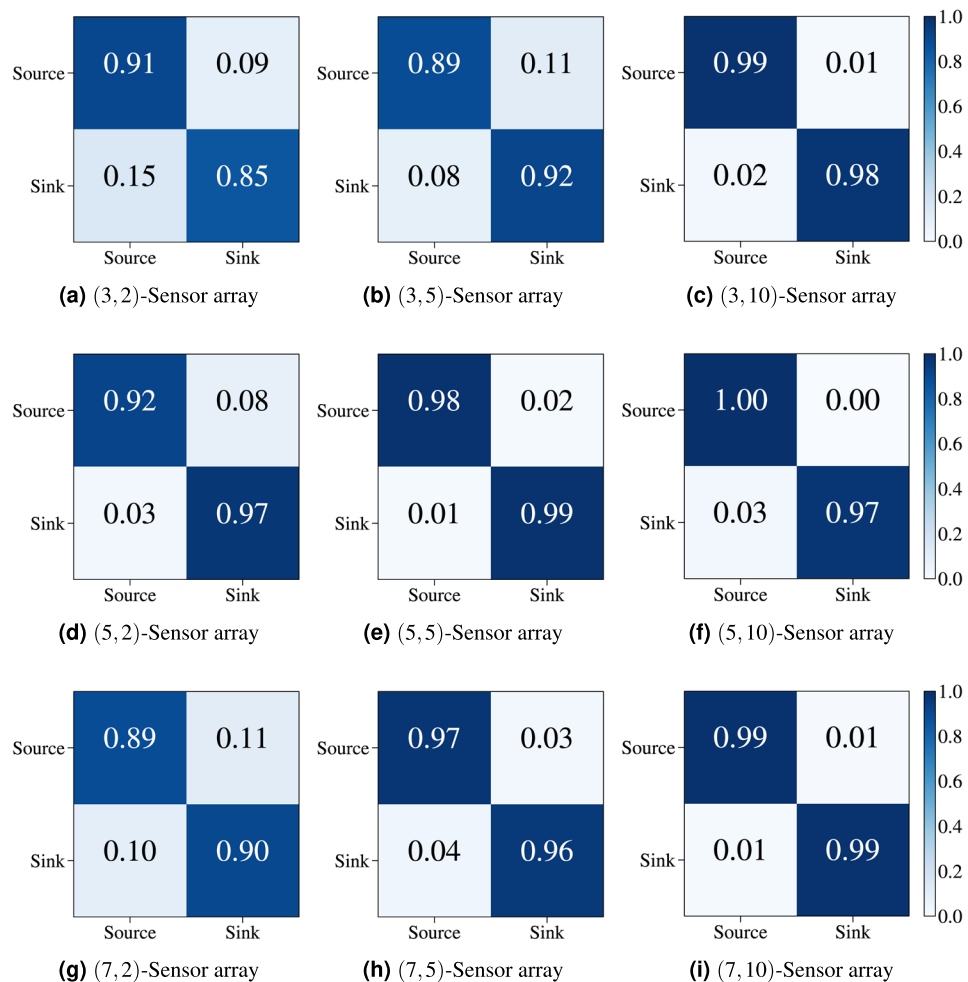 Source 0.91 0.09
Sink 0.15 0.85
Source Sink
(a) (3, 2)-Sensor array
Source 0.89 0.11
Sink 0.08 0.92
Source Sink
(b) (3, 5)-Sensor array
Source 0.99 0.01
Sink 0.02 0.98
Source Sink
(c) (3, 10)-Sensor array
1.0
0.8
0.6
0.4
0.2
0.0
Source 0.92 0.08
Sink 0.03 0.97
Source Sink
(d) (5, 2)-Sensor array
Source 0.98 0.02
Sink 0.01 0.99
Source Sink
(e) (5, 5)-Sensor array
Source 1.00 0.00
Sink 0.03 0.97
Source Sink
(f) (5, 10)-Sensor array
1.0
0.8
0.6
0.4
0.2
0.0
Source 0.89 0.11
Sink 0.10 0.90
Source Sink
(g) (7, 2)-Sensor array
Source 0.97 0.03
Sink 0.04 0.96
Source Sink
(h) (7, 5)-Sensor array
Source 0.99 0.01
Sink 0.01 0.99
Source Sink
(i) (7, 10)-Sensor array
1.0
0.8
0.6
0.4
0.2
0.0